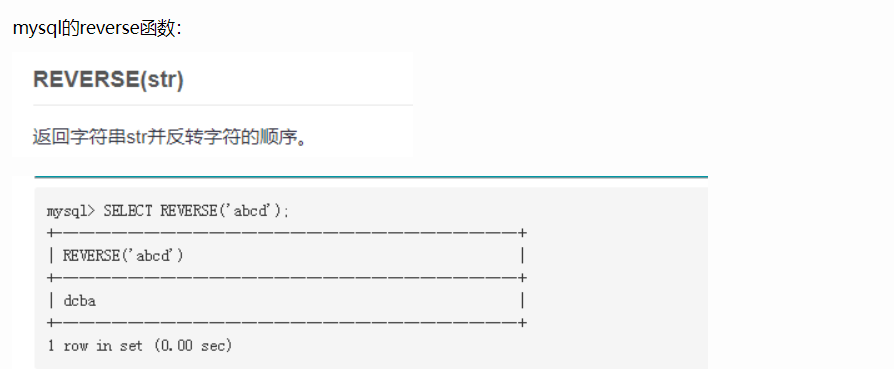 mysql的reverse函数：
REVERSE(str)
返回字符串str并反转字符的顺序。
mysql> SELECT REVERSE('abcd');
+-----------------------------------------+
| REVERSE('abcd') |
+-----------------------------------------+
| dcba |
+-----------------------------------------+
1 row in set (0.00 sec)